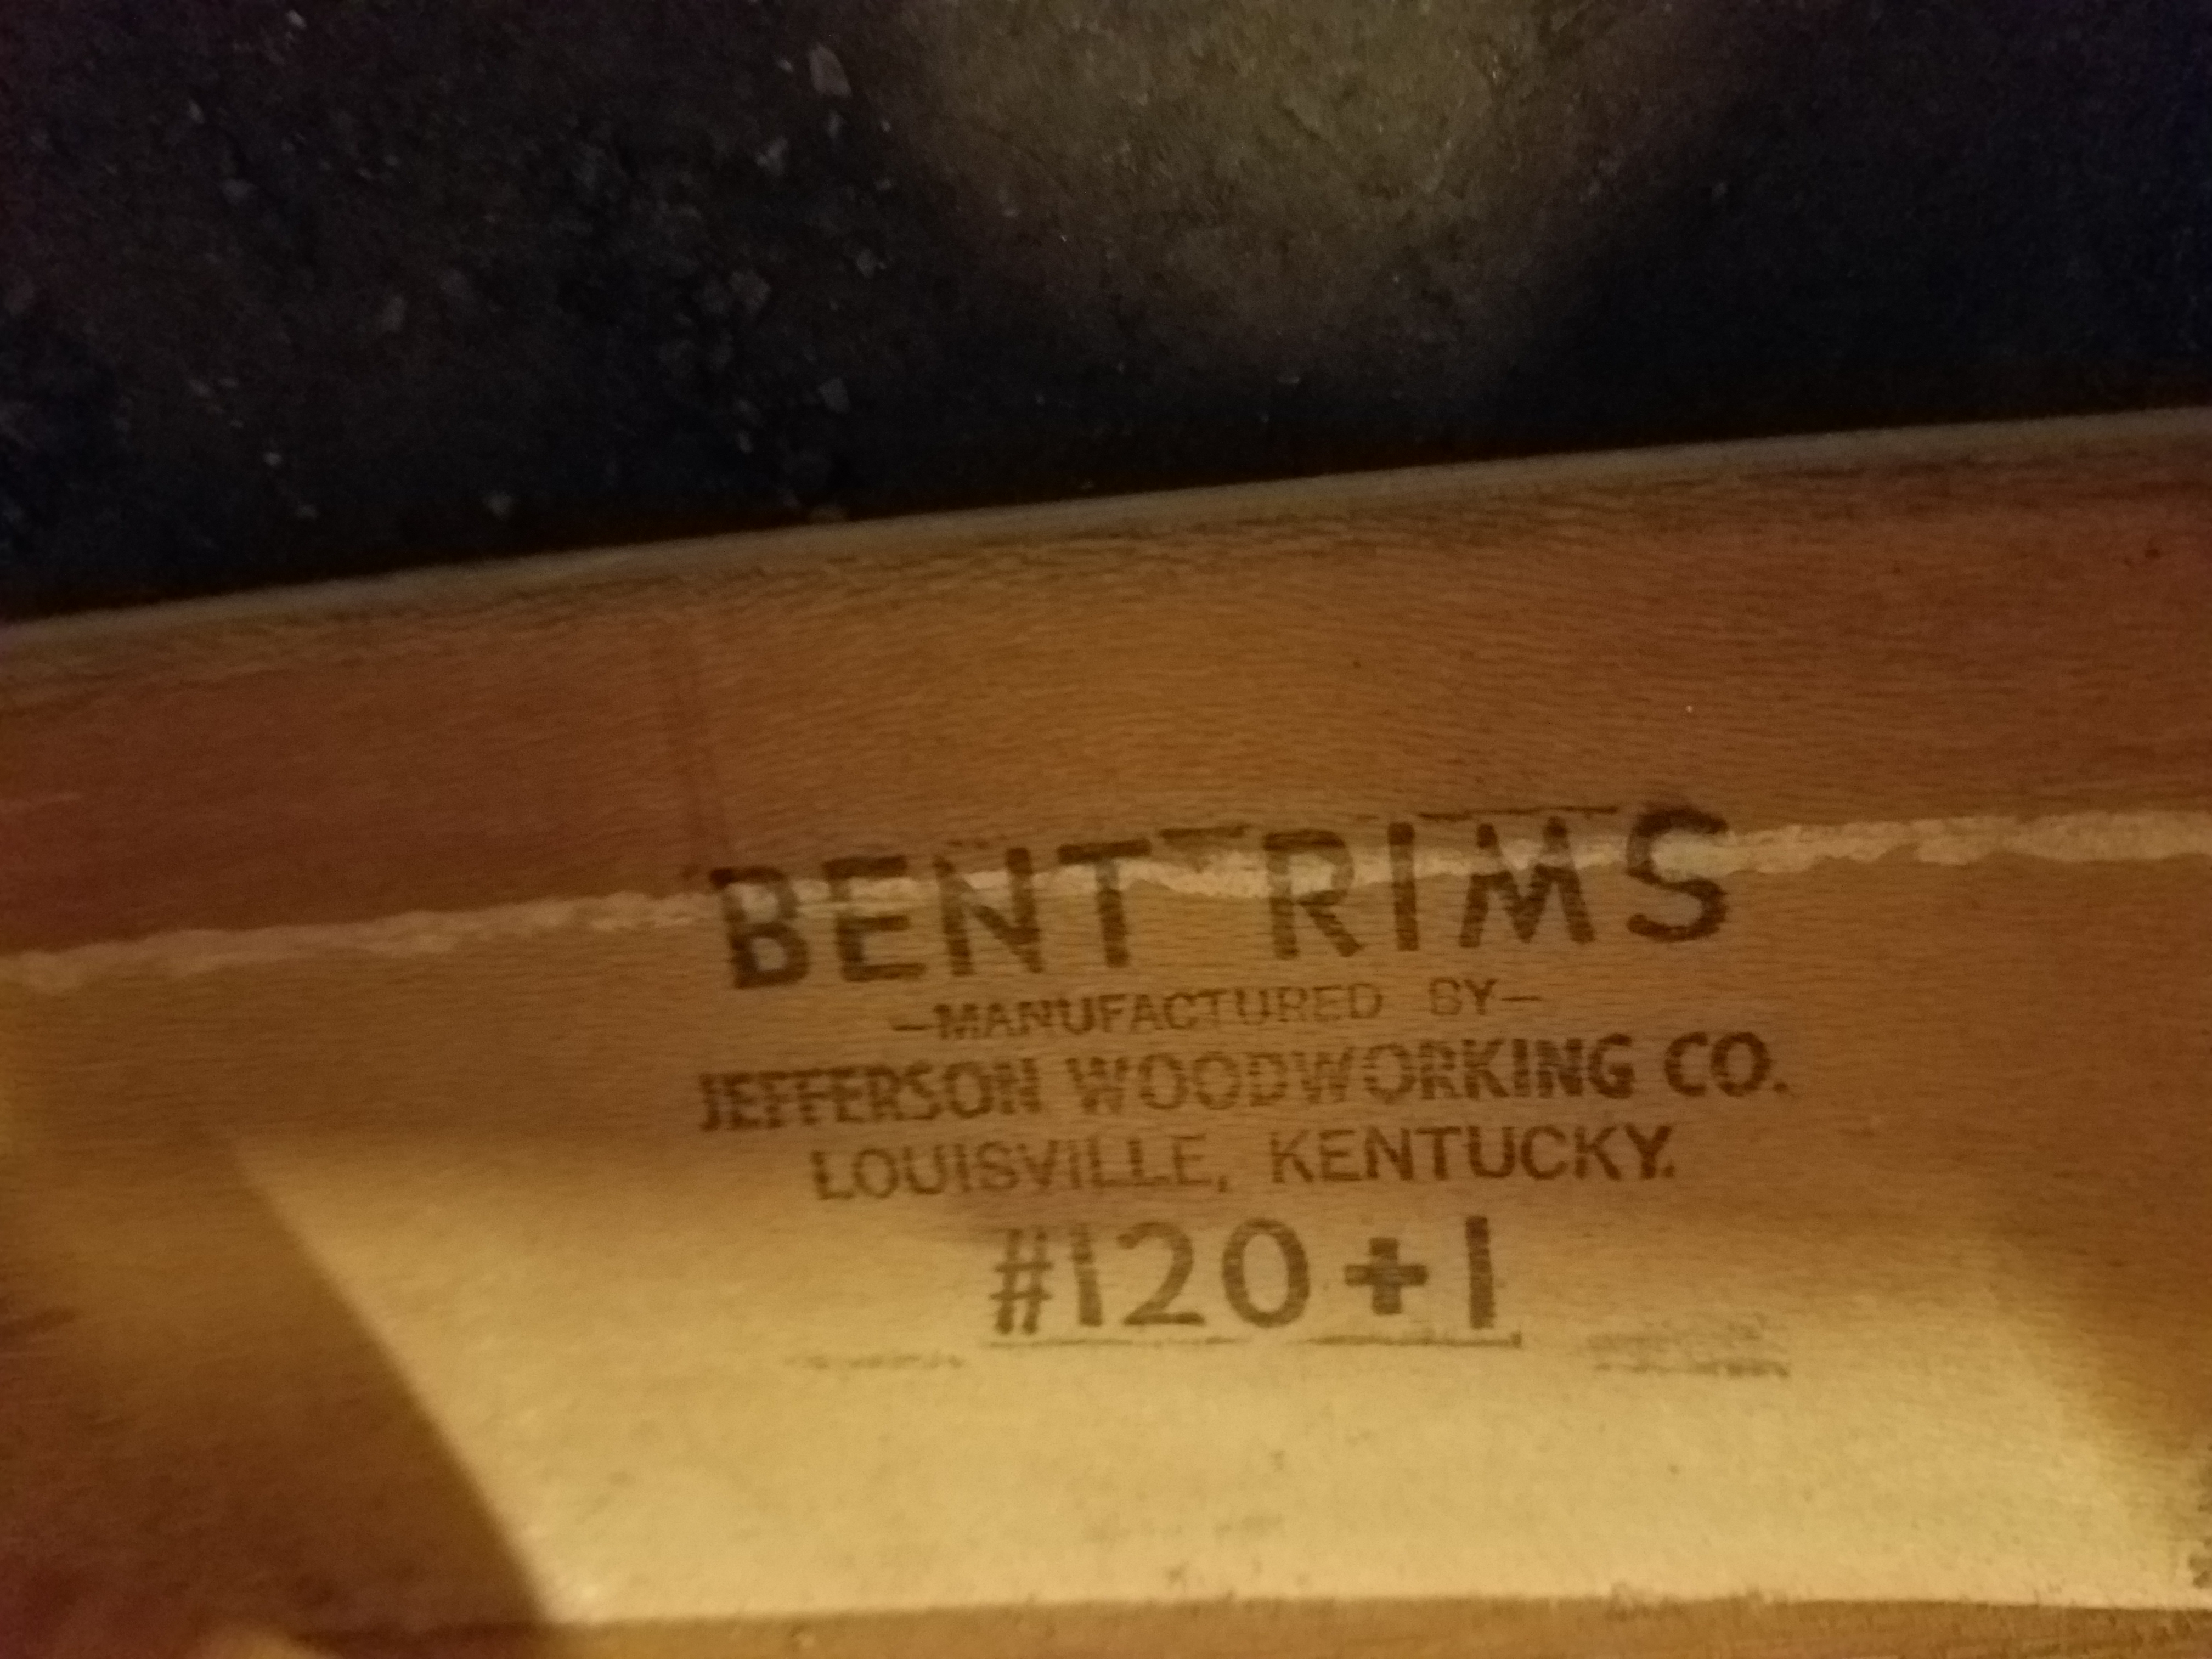 BENT RIMS
-MANUFACTURED BY-
JEFFERSON WOODWORKING CO.
LOUISVILLE, KENTUCKY.
#120+1